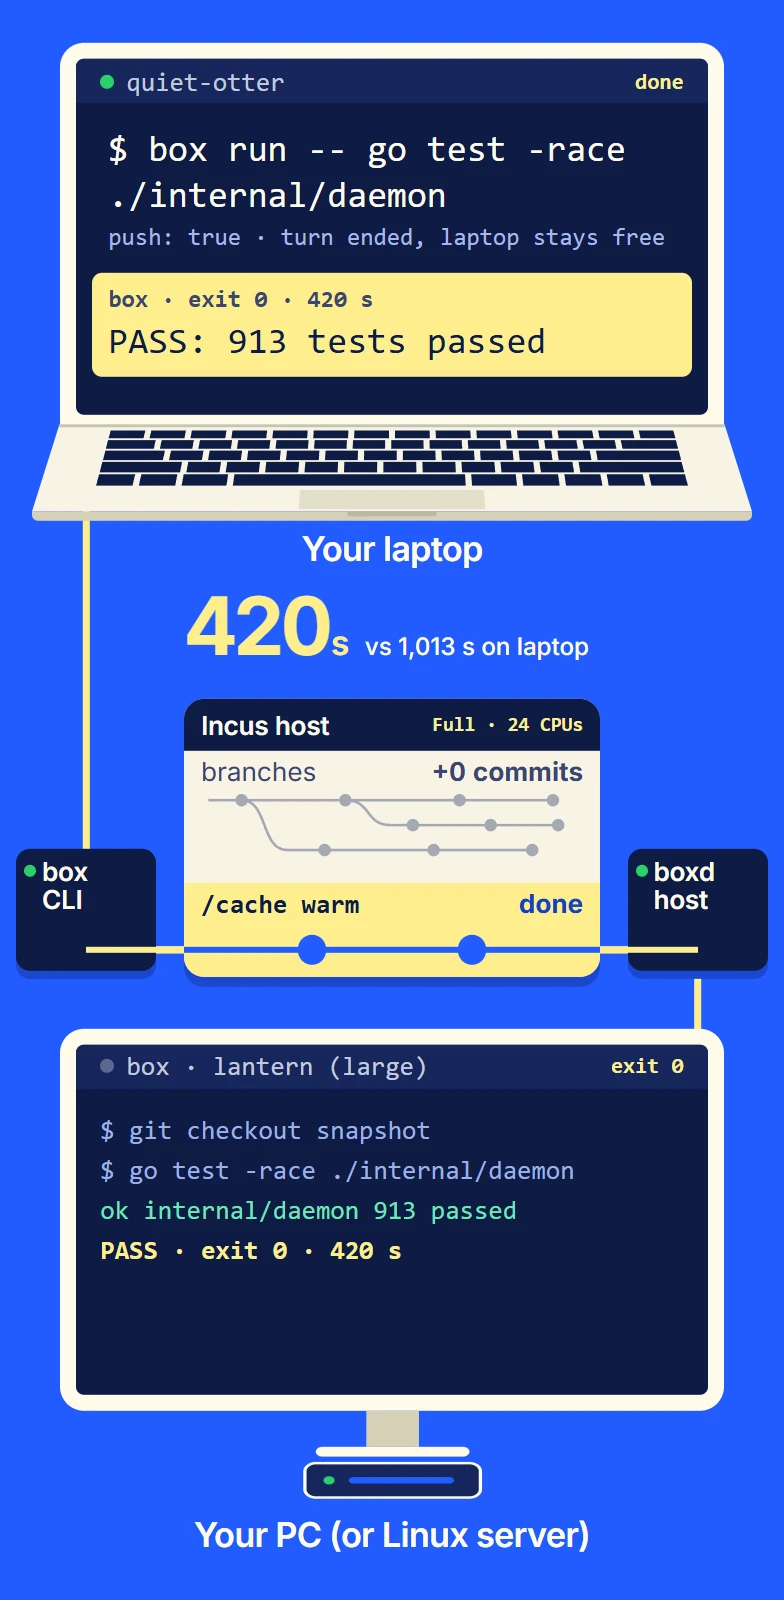 quiet-otter done
$ box run -- go test -race
./internal/daemon
push: true · turn ended, laptop stays free
box · exit 0 · 420 s
PASS: 913 tests passed
Your laptop
420s vs 1,013 s on laptop
Incus host Full · 24 CPUs
branches +0 commits
box
CLI
/cache warm done
boxd
host
box · lantern (large) exit 0
$ git checkout snapshot
$ go test -race ./internal/daemon
ok internal/daemon 913 passed
PASS · exit 0 · 420 s
Your PC (or Linux server)